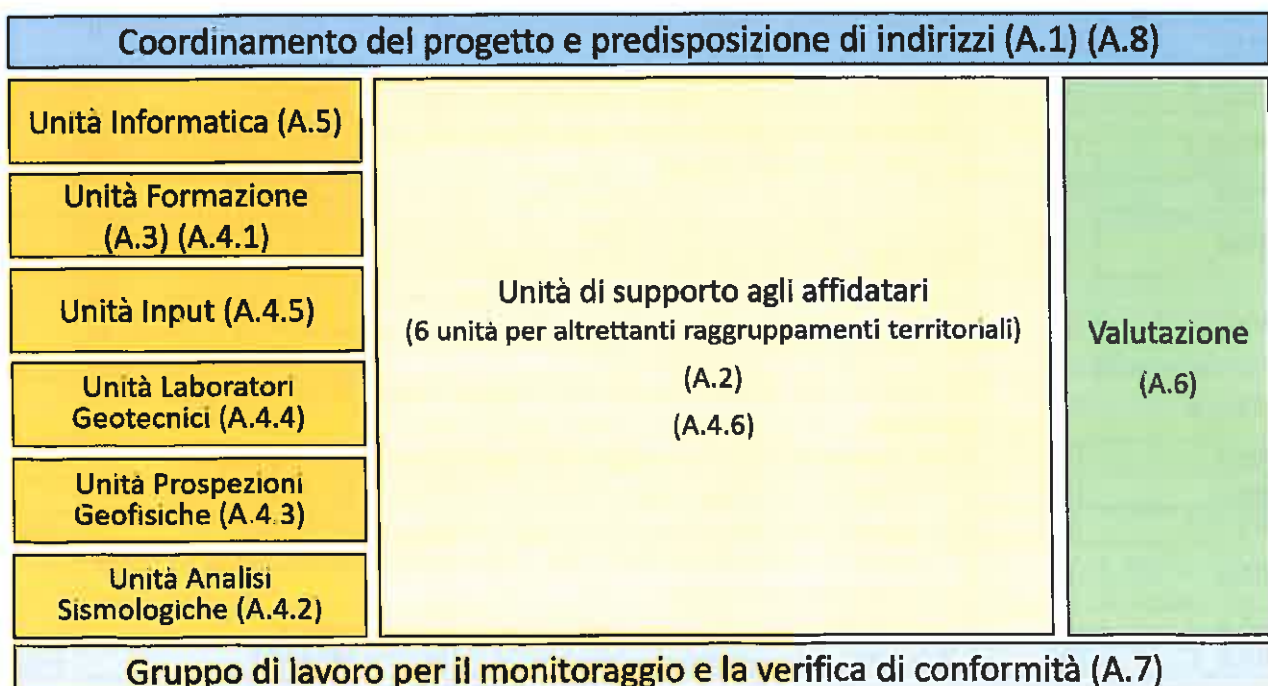 Coordinamento del progetto e predisposizione di indirizzi (A.1) (A.8)
Unità Informatica (A.5)
Unità Formazione
(A.3) (A.4.1)
Unità Input (A.4.5)
Unità Laboratori
Geotecnici (A.4.4)
Unità Prospezioni
Geofisiche (A.4.3)
Unità Analisi
Sismologiche (A.4.2)
Unità di supporto agli affidatari
(6 unità per altrettanti raggruppamenti territoriali)
(A.2)
(A.4.6)
Valutazione
(A.6)
Gruppo di lavoro per il monitoraggio e la verifica di conformità (A.7)